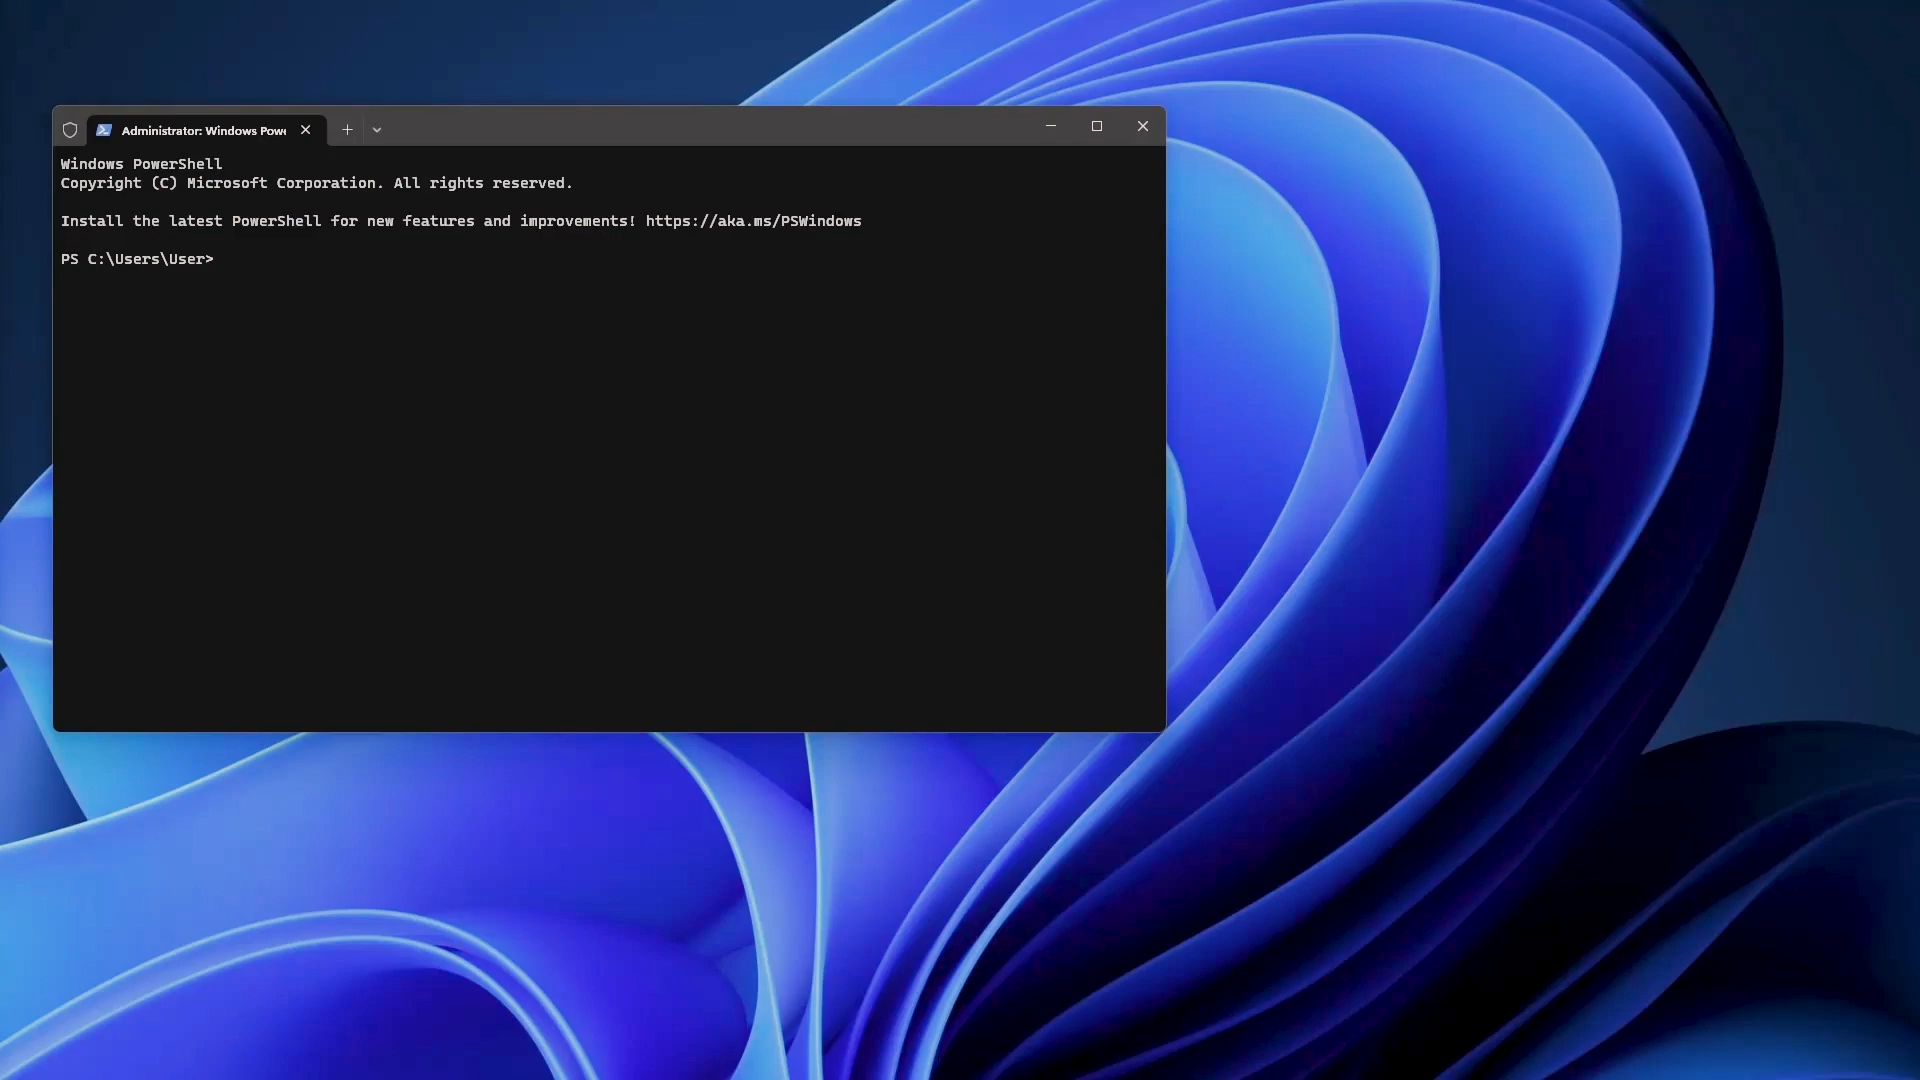 Administrator: Windows Powe
Windows PowerShell
Copyright (C) Microsoft Corporation. All rights reserved.
Install the latest PowerShell for new features and improvements! https://aka.ms/PSWindows
PS C:\Users\User>